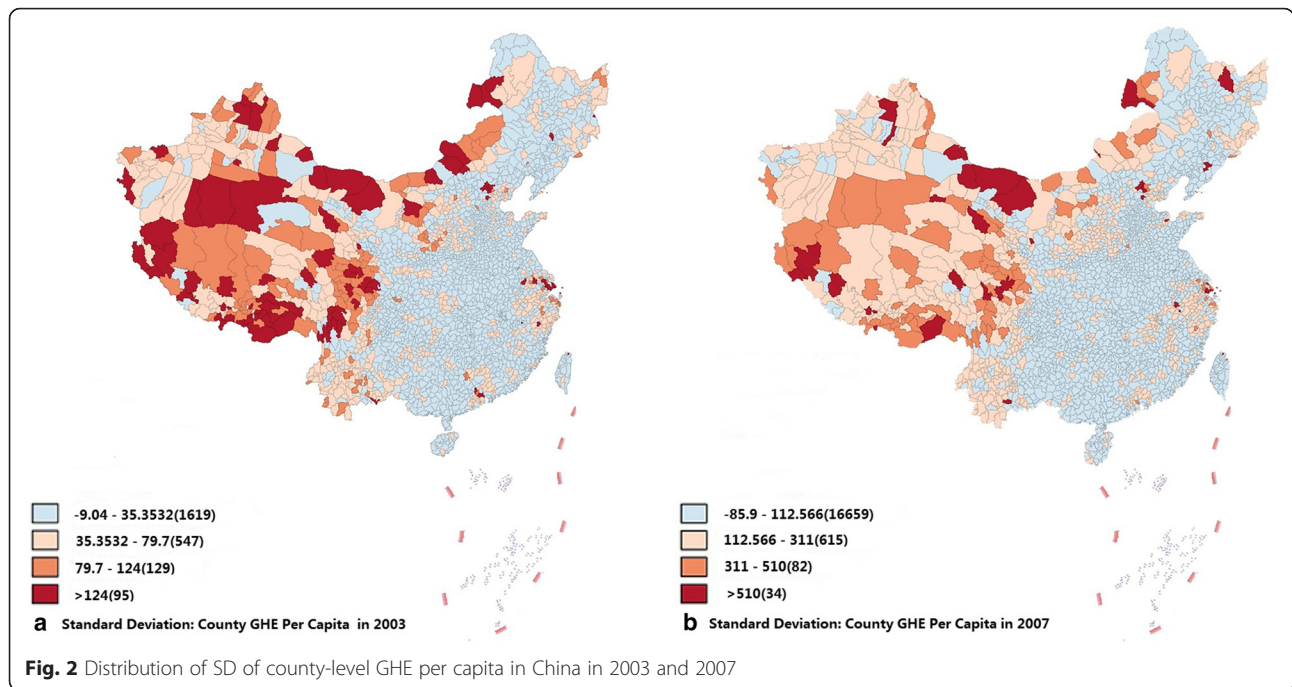 -9.04 - 35.3532(1619)
35.3532 - 79.7(547)
79.7 - 124(129)
>124(95)
a Standard Deviation: County GHE Per Capita in 2003
-85.9 - 112.566(16659)
112.566 - 311(615)
311 - 510(82)
>510(34)
b Standard Deviation: County GHE Per Capita in 2007
Fig. 2 Distribution of SD of county-level GHE per capita in China in 2003 and 2007